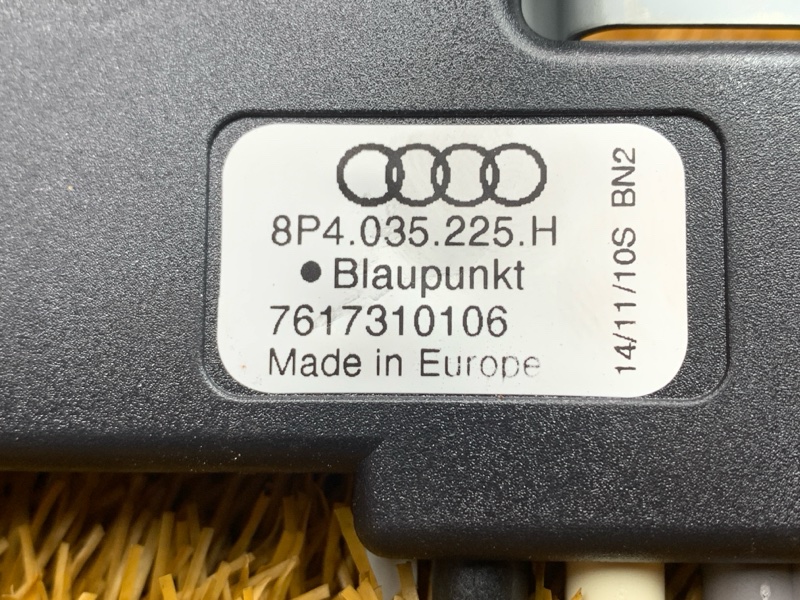 8P4.035.225.H
Blaupunkt
7617310106
Made in Europe
14/11/10S BN2